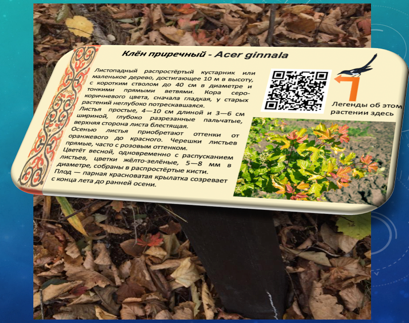 Клён приречный - Acer ginnala
Листопадный распростёртый кустарник или
маленькое дерево, достигающее 10 м в высоту,
с коротким стволом до 40 см в диаметре и
тонкими прямыми ветвями. Кора серо-
коричневого цвета, сначала гладкая, у старых
растений неглубоко потрескавшаяся.
Листья простые, 4—10 см длиной и 3—6 см
шириной, глубоко разрезанные пальчатые,
верхняя сторона листа блестящая.
Осенью листья приобретают оттенки от
оранжевого до красного. Черешки листьев
прямые, часто с розовым оттенком.
Цветёт весной, одновременно с распусканием
листьев, цветки жёлто-зелёные, 5—8 мм в
диаметре, собраны в распростёртые кисти.
Плод — парная красноватая крылатка созревает
с конца лета до ранней осени.
Легенды об этом
растении здесь